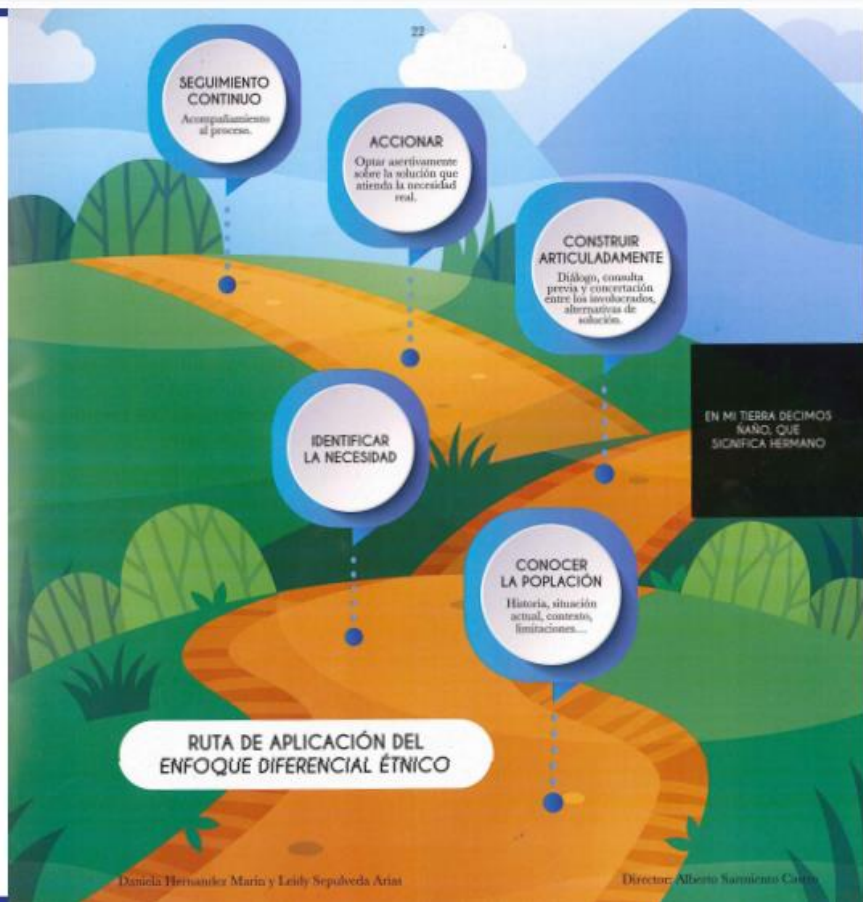 22
SEGUIMIENTO
CONTINUO
Acompañamiento
al proceso.
ACCIONAR
Optar asertivamente
sobre la solución que
atienda la necesidad
real.
CONSTRUIR
ARTICULADAMENTE
Diálogo, consulta
previa y concertación
entre los involucrados,
alternativas de
solución.
EN MI TIERRA DECIMOS
ÑAÑO, QUE
SIGNIFICA HERMANO
IDENTIFICAR
LA NECESIDAD
CONOCER
LA POPLACIÓN
Historia, situación
actual, contexto,
limitaciones...
RUTA DE APLICACIÓN DEL
ENFOQUE DIFERENCIAL ÉTNICO
Daniela Hernandez Marin y Leidy Sepulveda Arias
Director: Alberto Sarmiento Castro